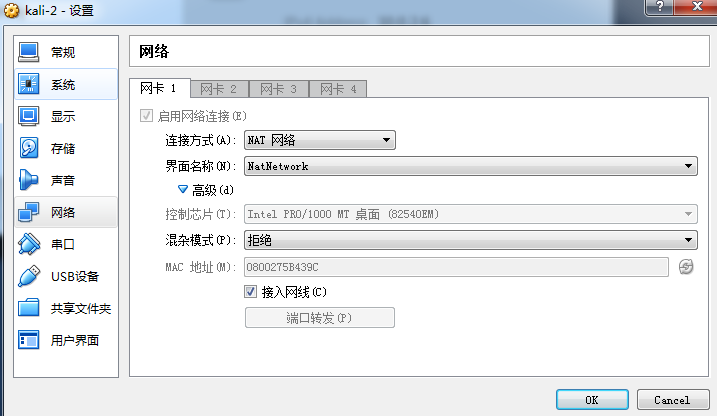 kali-2 - 设置
常规
系统
显示
存储
声音
网络
串口
USB设备
共享文件夹
用户界面
网络
网卡 1 网卡 2 网卡 3 网卡 4
启用网络连接(E)
连接方式(A): NAT 网络
界面名称(N): NatNetwork
高级(d)
控制芯片(T): Intel PRO/1000 MT 桌面 (82540EM)
混杂模式(P): 拒绝
MAC 地址(M): 0800275B439C
接入网线(C)
端口转发(P)
OK Cancel